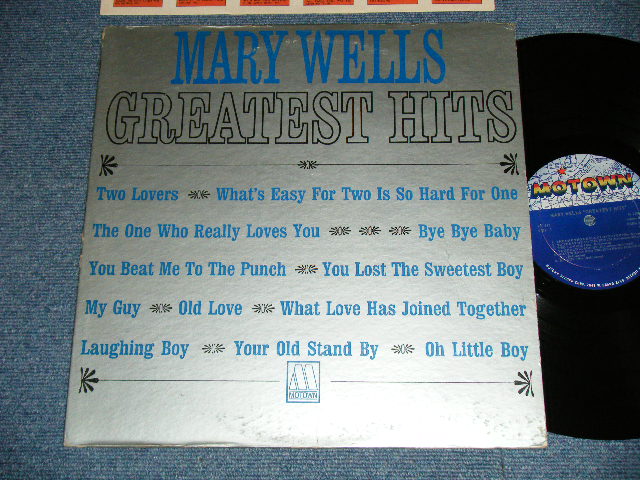 MARY WELLS
GREATEST HITS
Two Lovers What's Easy For Two Is So Hard For One
The One Who Really Loves You Bye Bye Baby
You Beat Me To The Punch You Lost The Sweetest Boy
My Guy Old Love What Love Has Joined Together
Laughing Boy Your Old Stand By Oh Little Boy
M
MOTOWN
MOTOWN